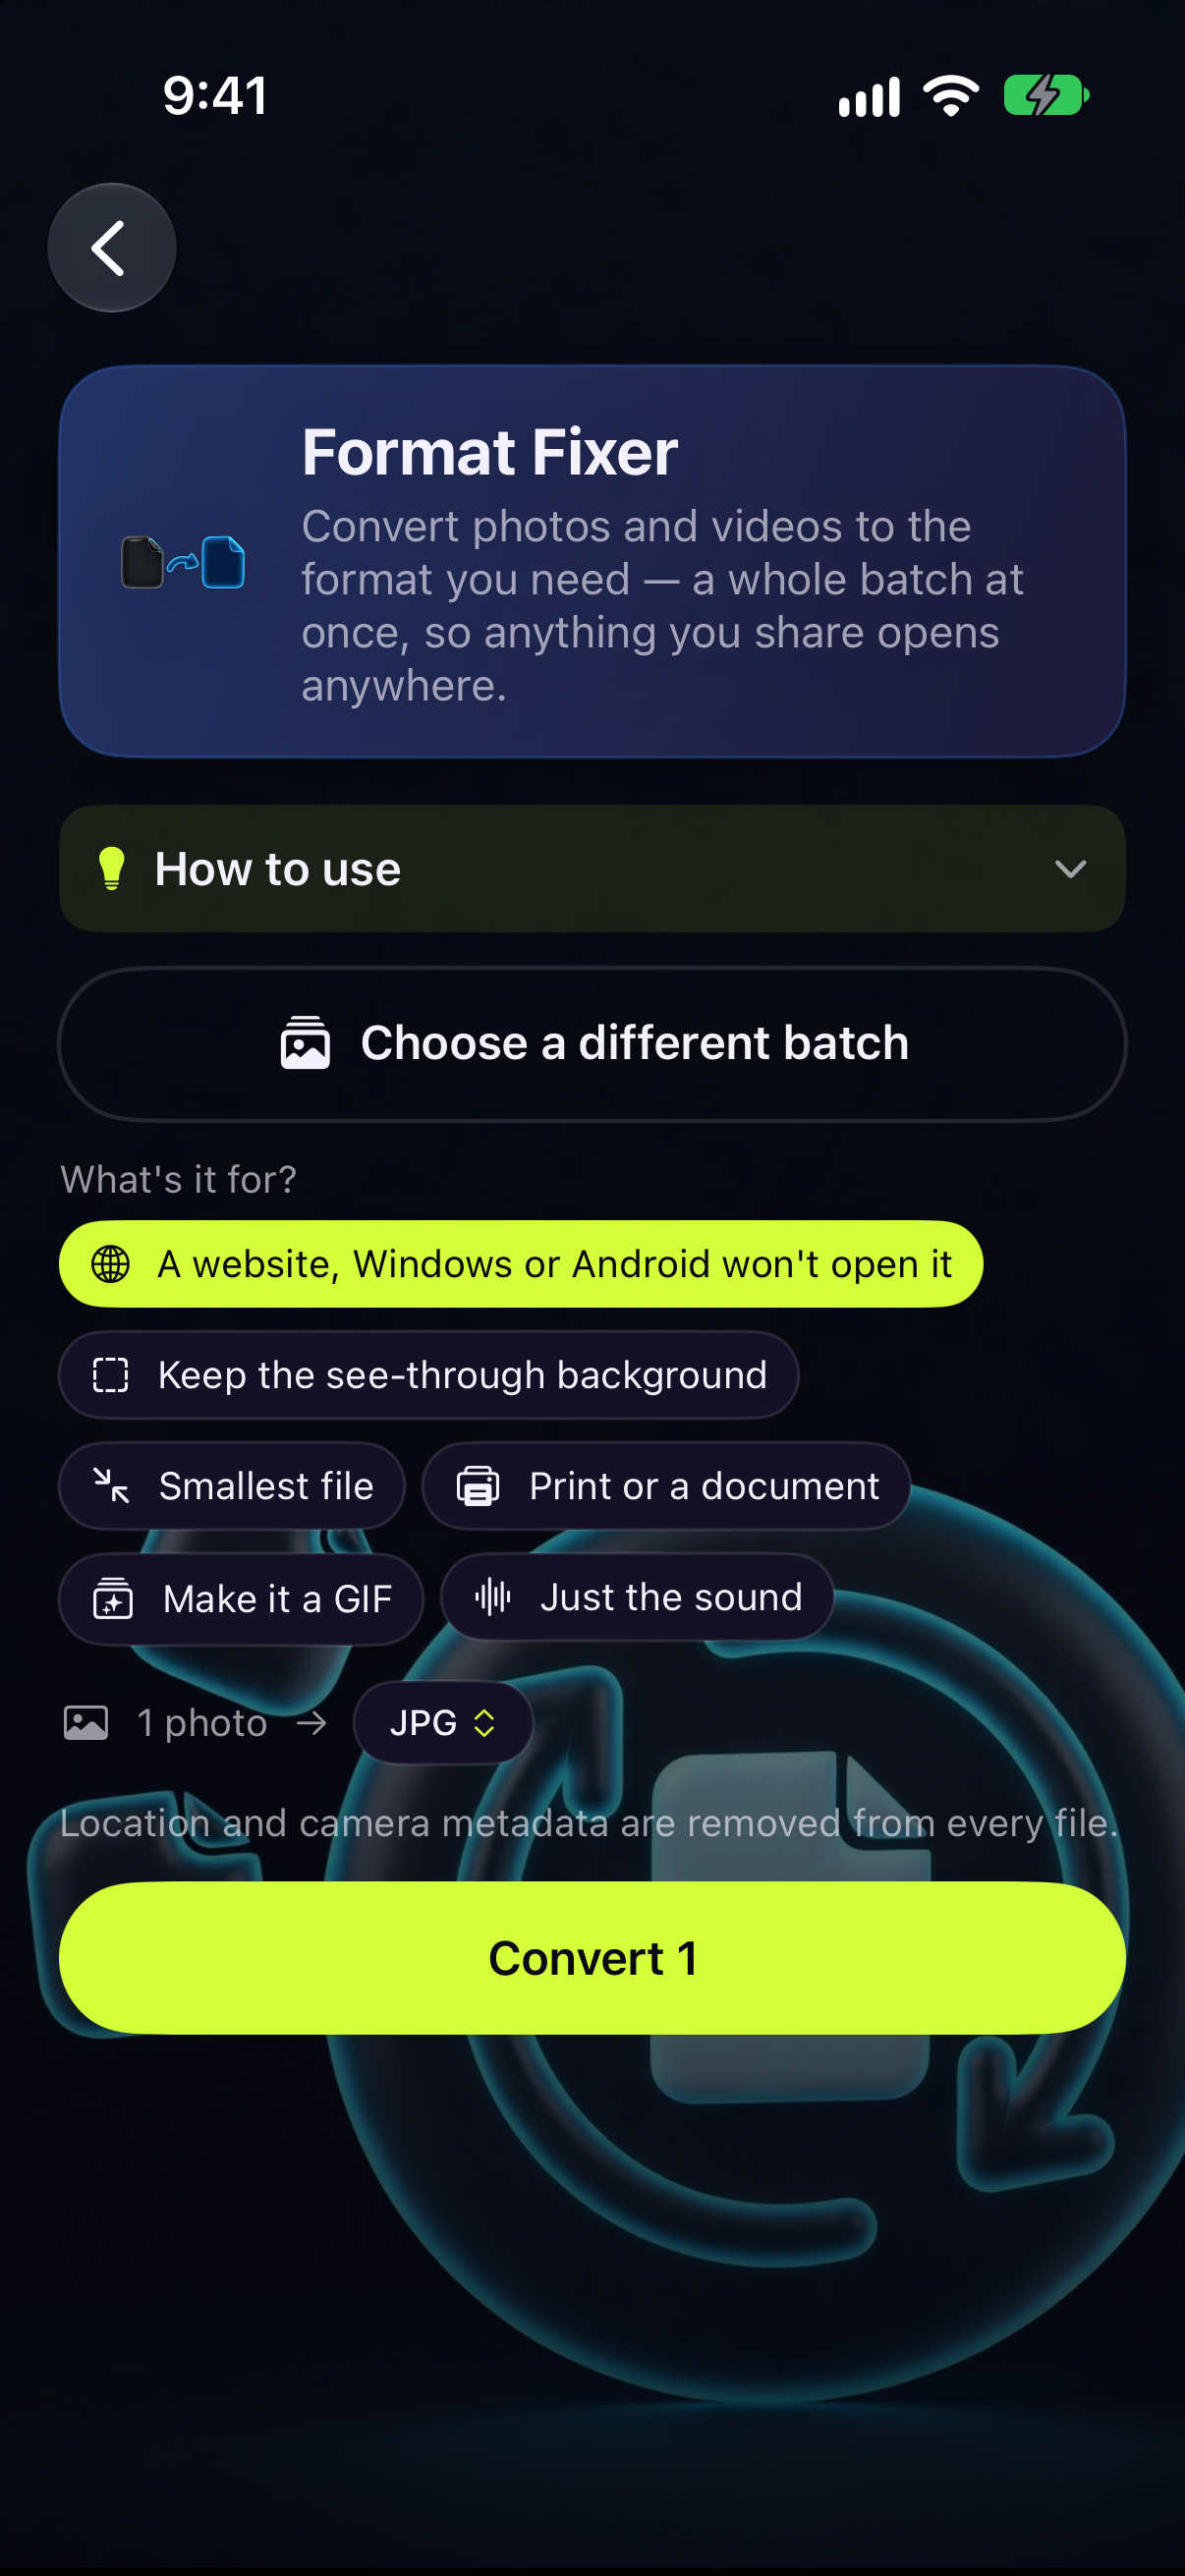 9:41
Format Fixer
Convert photos and videos to the
format you need — a whole batch at
once, so anything you share opens
anywhere.
How to use
Choose a different batch
What's it for?
A website, Windows or Android won't open it
Keep the see-through background
Smallest file
Print or a document
Make it a GIF
Just the sound
1 photo → JPG
Location and camera metadata are removed from every file.
Convert 1